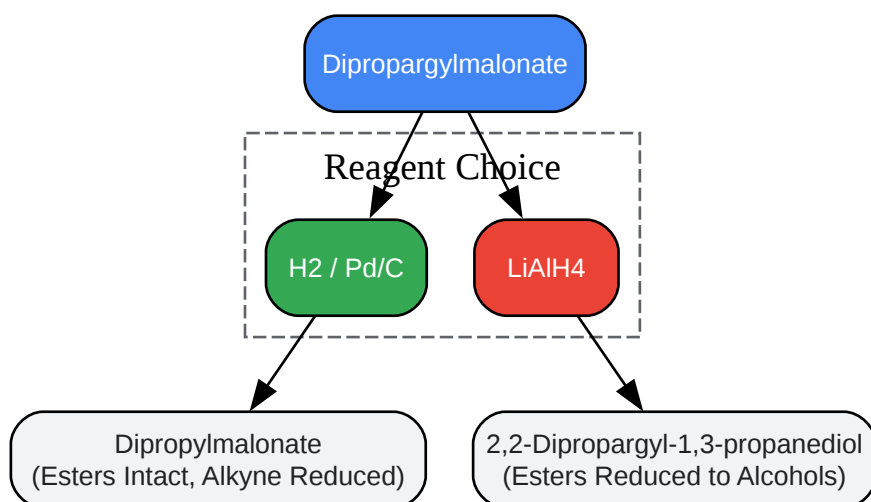 Dipropargylmalonate
Reagent Choice
H2 / Pd/C
LiAlH4
Dipropylmalonate
(Esters Intact, Alkyne Reduced)
2,2-Dipropargyl-1,3-propanediol
(Esters Reduced to Alcohols)